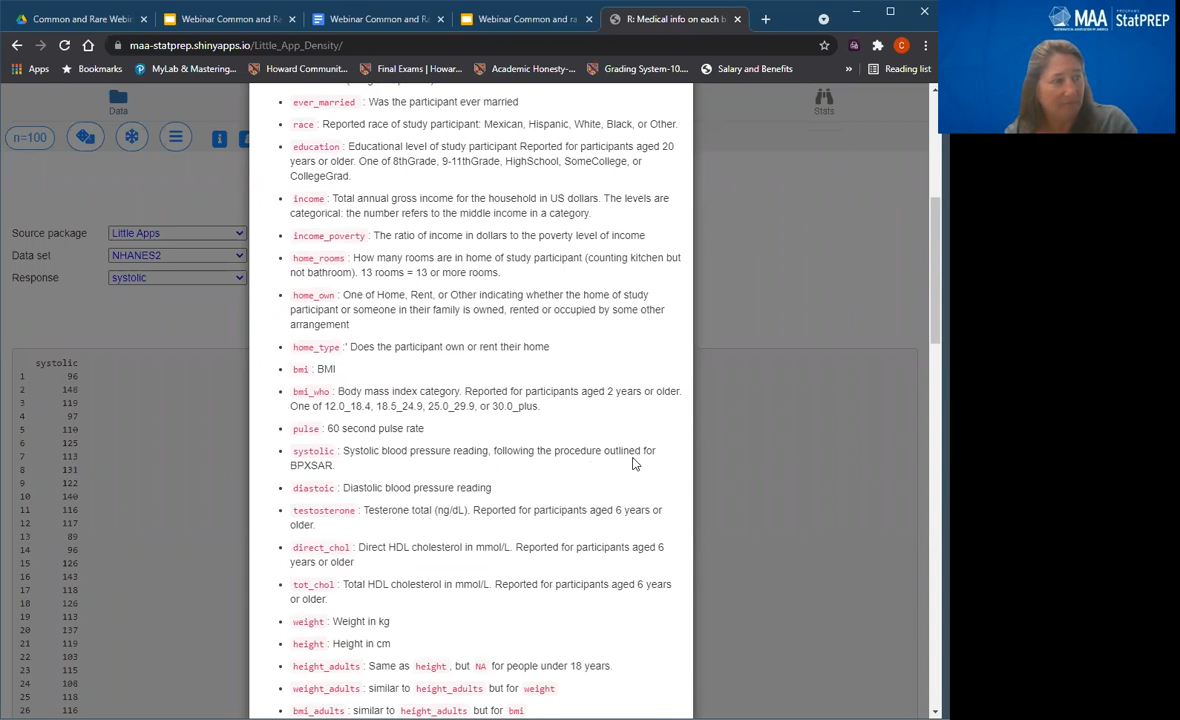 Common and Rare Webi
Webinar Common and Ra
Webinar Common and R
Webinar Common and ra
R: Medical info on each b
PROGRAMS
MAA StatPREP
MATHEMATICAL ASSOCIATION OF AMERICA
maa-statprep.shinyapps.io/Little_App_Density/
C
Apps
Bookmarks
MyLab & Mastering...
Howard Communit...
Final Exams | Howar...
Academic Honesty-...
Grading System-10....
Salary and Benefits
»
Reading list
Data
Stats
n=100
i
Source package
Little Apps
Data set
NHANES2
Response
systolic
systolic
1 96
2 148
3 119
4 97
5 110
6 125
7 113
8 131
9 122
10 140
11 116
12 117
13 89
14 96
15 126
16 143
17 118
18 126
19 113
20 137
21 119
22 103
23 115
24 108
25 118
26 116
ever_married : Was the participant ever married
race : Reported race of study participant: Mexican, Hispanic, White, Black, or Other.
education : Educational level of study participant Reported for participants aged 20
years or older. One of 8thGrade, 9-11thGrade, HighSchool, SomeCollege, or
CollegeGrad.
income : Total annual gross income for the household in US dollars. The levels are
categorical: the number refers to the middle income in a category.
income_poverty : The ratio of income in dollars to the poverty level of income
home_rooms : How many rooms are in home of study participant (counting kitchen but
not bathroom). 13 rooms = 13 or more rooms.
home_own : One of Home, Rent, or Other indicating whether the home of study
participant or someone in their family is owned, rented or occupied by some other
arrangement
home_type :' Does the participant own or rent their home
bmi : BMI
bmi_who : Body mass index category. Reported for participants aged 2 years or older.
One of 12.0_18.4, 18.5_24.9, 25.0_29.9, or 30.0_plus.
pulse : 60 second pulse rate
systolic : Systolic blood pressure reading, following the procedure outlined for
BPXSAR.
diastoic : Diastolic blood pressure reading
testosterone : Testerone total (ng/dL). Reported for participants aged 6 years or
older.
direct_chol : Direct HDL cholesterol in mmol/L. Reported for participants aged 6
years or older
tot_chol : Total HDL cholesterol in mmol/L. Reported for participants aged 6 years
or older.
weight : Weight in kg
height : Height in cm
height_adults : Same as height , but NA for people under 18 years.
weight_adults : similar to height_adults but for weight
bmi_adults : similar to height_adults but for bmi